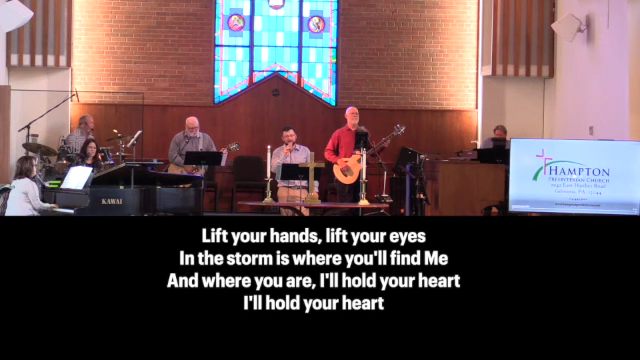 HAMPTON
PRESBYTERIAN CHURCH
KAWAI
Lift your hands, lift your eyes
In the storm is where you'll find Me
And where you are, I'll hold your heart
I'll hold your heart